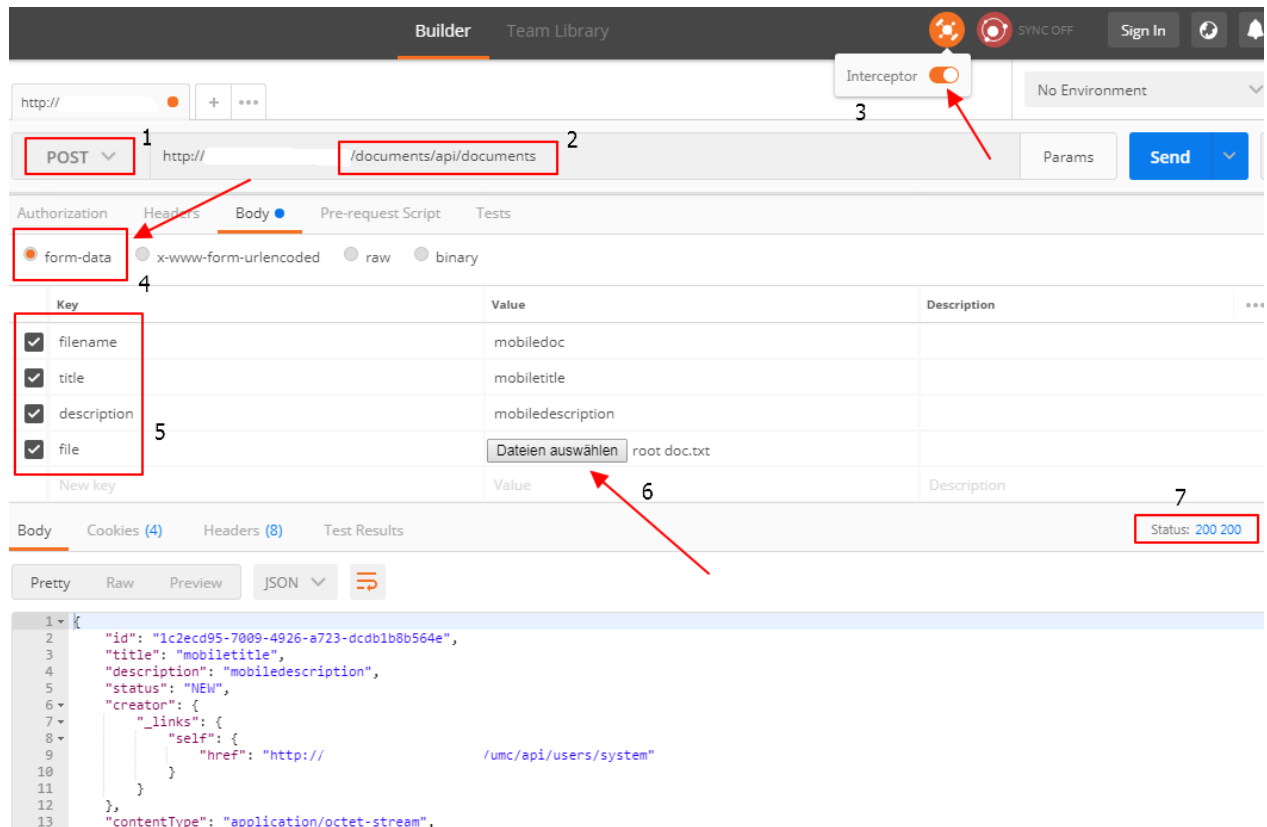 Builder Team Library SYNC OFF Sign In
Interceptor
http:// + ••• No Environment
3
1 2
POST http:// /documents/api/documents Params Send
Authorization Headers Body Pre-request Script Tests
form-data x-www-form-urlencoded raw binary
4
Key Value Description •••
filename mobiledoc
title mobiletitle
description mobiledescription
5
file Dateien auswählen root doc.txt
New key Value Description
6 7
Body Cookies (4) Headers (8) Test Results Status: 200 200
Pretty Raw Preview JSON
1 {
2 "id": "1c2ecd95-7009-4926-a723-dcdb1b8b564e",
3 "title": "mobiletitle",
4 "description": "mobiledescription",
5 "status": "NEW",
6 "creator": {
7 "_links": {
8 "self": {
9 "href": "http:// /umc/api/users/system"
10 }
11 }
12 },
13 "contentType": "application/octet-stream",